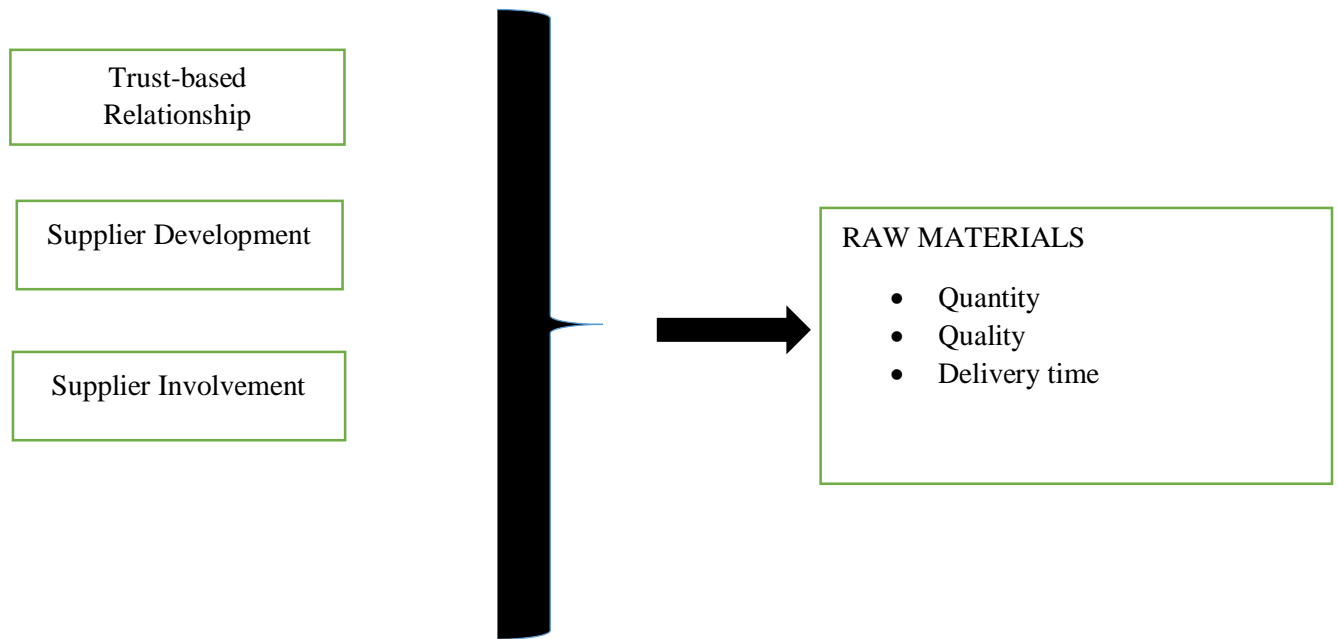 Trust-based
Relationship
Supplier Development
Supplier Involvement
RAW MATERIALS
• Quantity
• Quality
• Delivery time